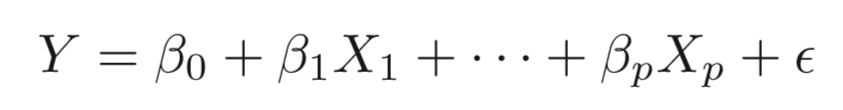 Y = β₀ + β₁X₁ + ⋯ + βₚXₚ + ϵ